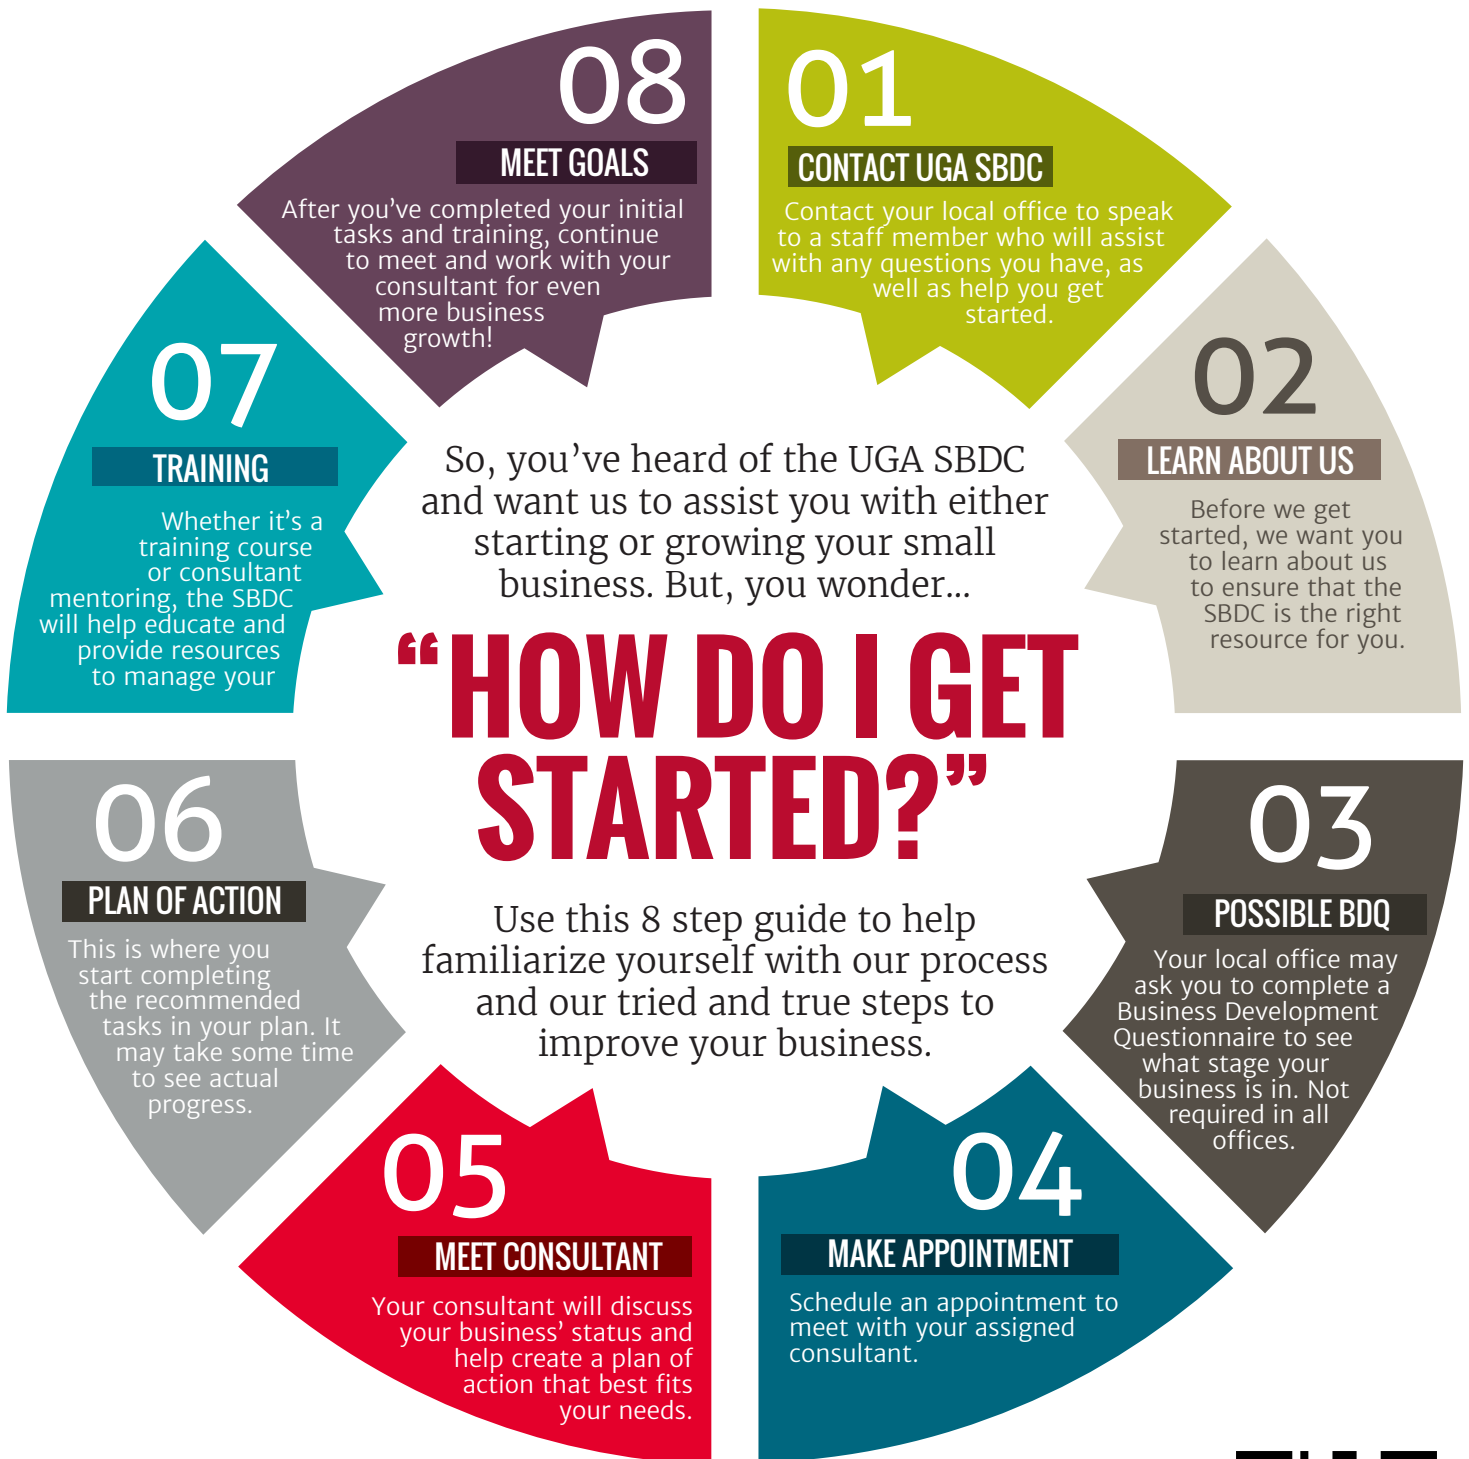 So, you’ve heard of the UGA SBDC
and want us to assist you with either
starting or growing your small
business. But, you wonder...
“HOW DO I GET
STARTED?”
Use this 8 step guide to help
familiarize yourself with our process
and our tried and true steps to
improve your business.
01
CONTACT UGA SBDC
Contact your local office to speak
to a staff member who will assist
with any questions you have, as
well as help you get
started.
02
LEARN ABOUT US
Before we get
started, we want you
to learn about us
to ensure that the
SBDC is the right
resource for you.
03
POSSIBLE BDQ
Your local office may
ask you to complete a
Business Development
Questionnaire to see
what stage your
business is in. Not
required in all
offices.
04
MAKE APPOINTMENT
Schedule an appointment to
meet with your assigned
consultant.
05
MEET CONSULTANT
Your consultant will discuss
your business’ status and
help create a plan of
action that best fits
your needs.
06
PLAN OF ACTION
This is where you
start completing
the recommended
tasks in your plan. It
may take some time
to see actual
progress.
07
TRAINING
Whether it’s a
training course
or consultant
mentoring, the SBDC
will help educate and
provide resources
to manage your
08
MEET GOALS
After you’ve completed your initial
tasks and training, continue
to meet and work with your
consultant for even
more business
growth!